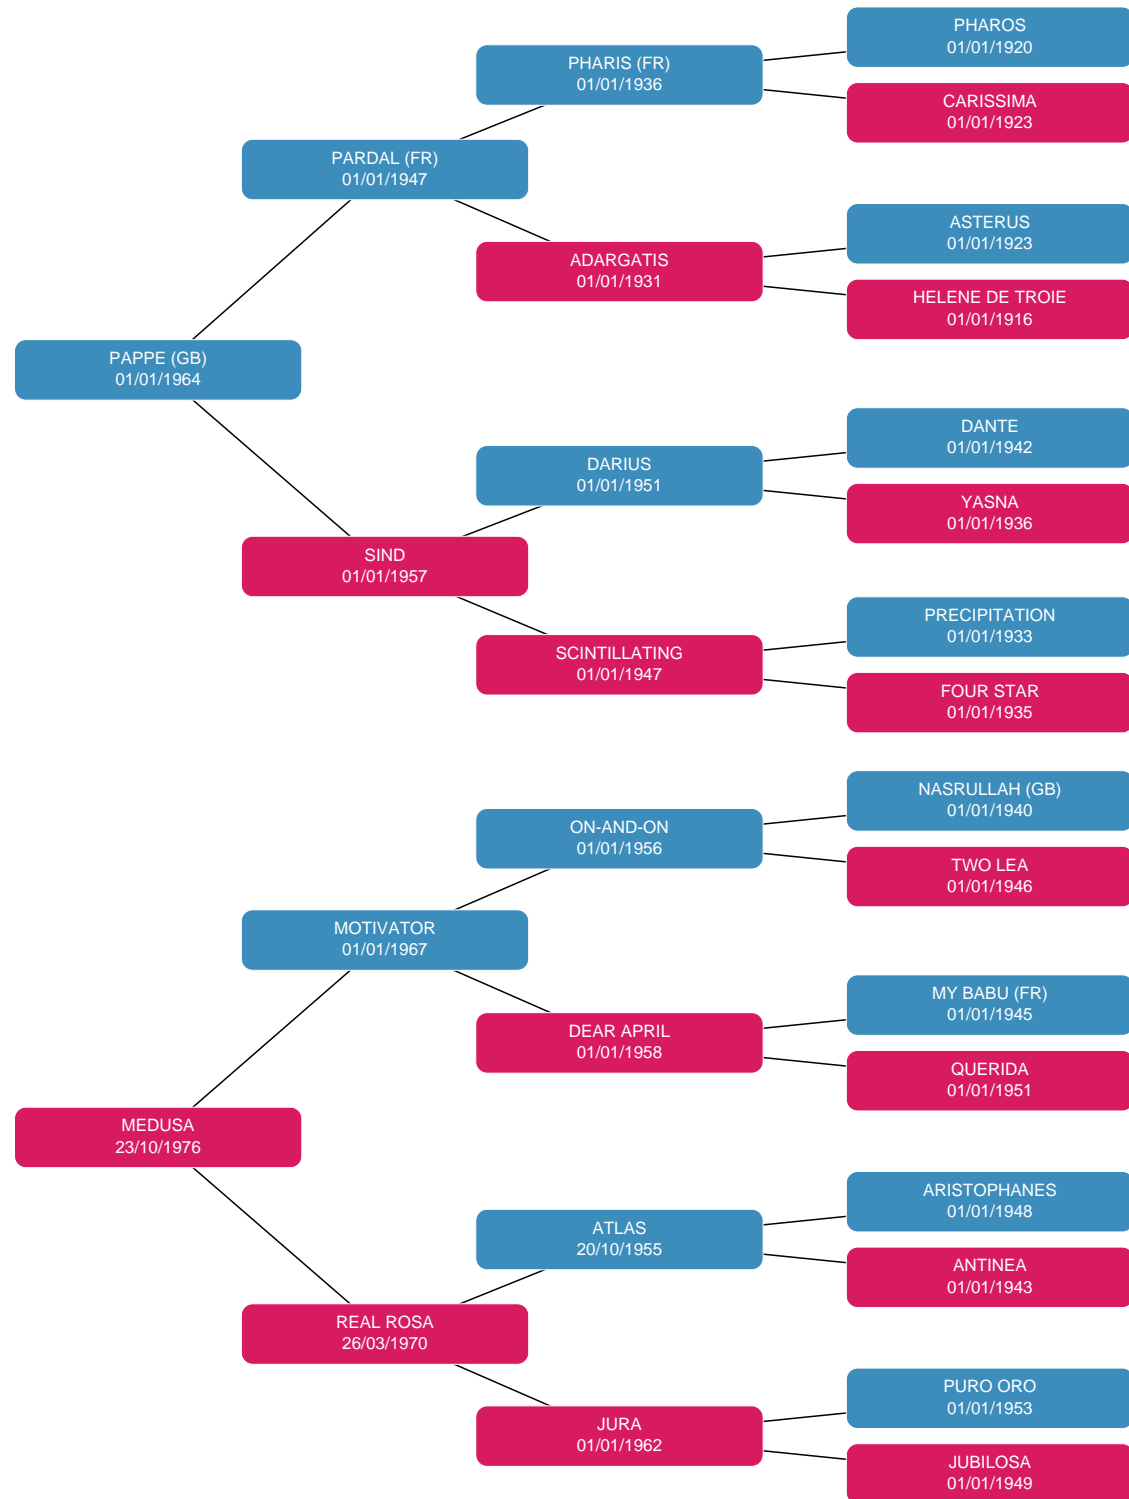 PHAROS
01/01/1920
PHARIS (FR)
01/01/1936
CARISSIMA
01/01/1923
PARDAL (FR)
01/01/1947
ASTERUS
01/01/1923
ADARGATIS
01/01/1931
HELENE DE TROIE
01/01/1916
PAPPE (GB)
01/01/1964
DANTE
01/01/1942
DARIUS
01/01/1951
YASNA
01/01/1936
SIND
01/01/1957
PRECIPITATION
01/01/1933
SCINTILLATING
01/01/1947
FOUR STAR
01/01/1935
NASRULLAH (GB)
01/01/1940
ON-AND-ON
01/01/1956
TWO LEA
01/01/1946
MOTIVATOR
01/01/1967
MY BABU (FR)
01/01/1945
DEAR APRIL
01/01/1958
QUERIDA
01/01/1951
MEDUSA
23/10/1976
ARISTOPHANES
01/01/1948
ATLAS
20/10/1955
ANTINEA
01/01/1943
REAL ROSA
26/03/1970
PURO ORO
01/01/1953
JURA
01/01/1962
JUBILOSA
01/01/1949